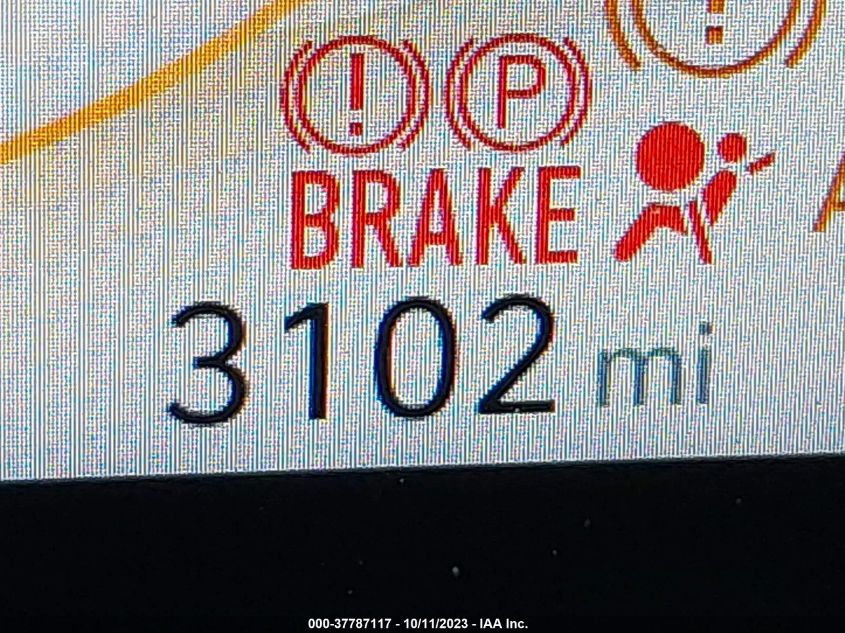 ! P !
BRAKE
3102 mi
000-37787117 - 10/11/2023 - IAA Inc.